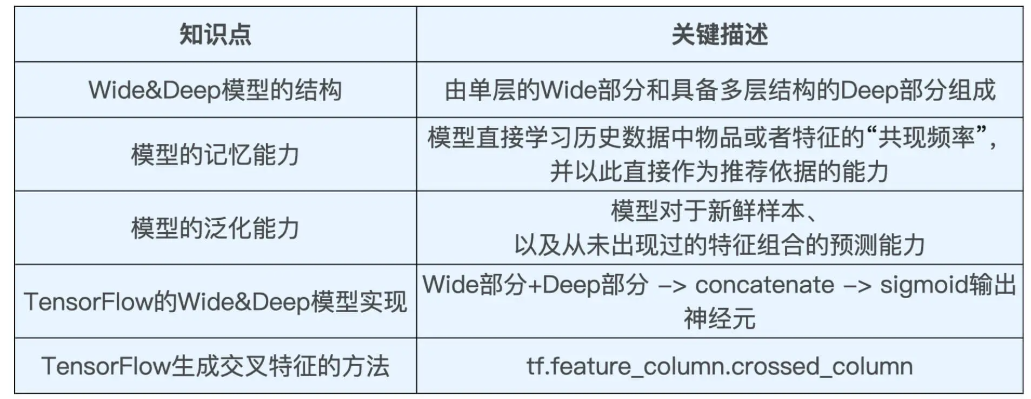 知识点
关键描述
Wide&Deep模型的结构
由单层的Wide部分和具备多层结构的Deep部分组成
模型的记忆能力
模型直接学习历史数据中物品或者特征的“共现频率”，
并以此直接作为推荐依据的能力
模型的泛化能力
模型对于新鲜样本、
以及从未出现过的特征组合的预测能力
TensorFlow的Wide&Deep模型实现
Wide部分+Deep部分 –> concatenate –> sigmoid输出
神经元
TensorFlow生成交叉特征的方法
tf.feature_column.crossed_column